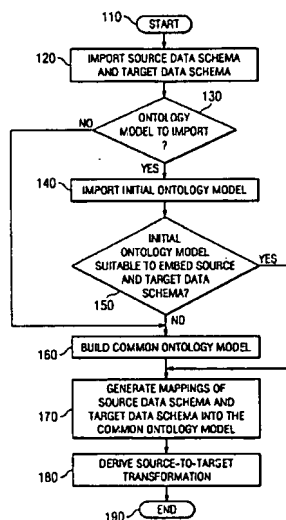 110
START
120
IMPORT SOURCE DATA SCHEMA
AND TARGET DATA SCHEMA
130
NO
ONTOLOGY
MODEL TO IMPORT
?
YES
140
IMPORT INITIAL ONTOLOGY MODEL
INITIAL
ONTOLOGY MODEL
SUITABLE TO EMBED SOURCE
AND TARGET DATA
SCHEMA?
YES
150
NO
160
BUILD COMMON ONTOLOGY MODEL
170
GENERATE MAPPINGS OF
SOURCE DATA SCHEMA AND
TARGET DATA SCHEMA INTO THE
COMMON ONTOLOGY MODEL
180
DERIVE SOURCE-TO-TARGET
TRANSFORMATION
190
END